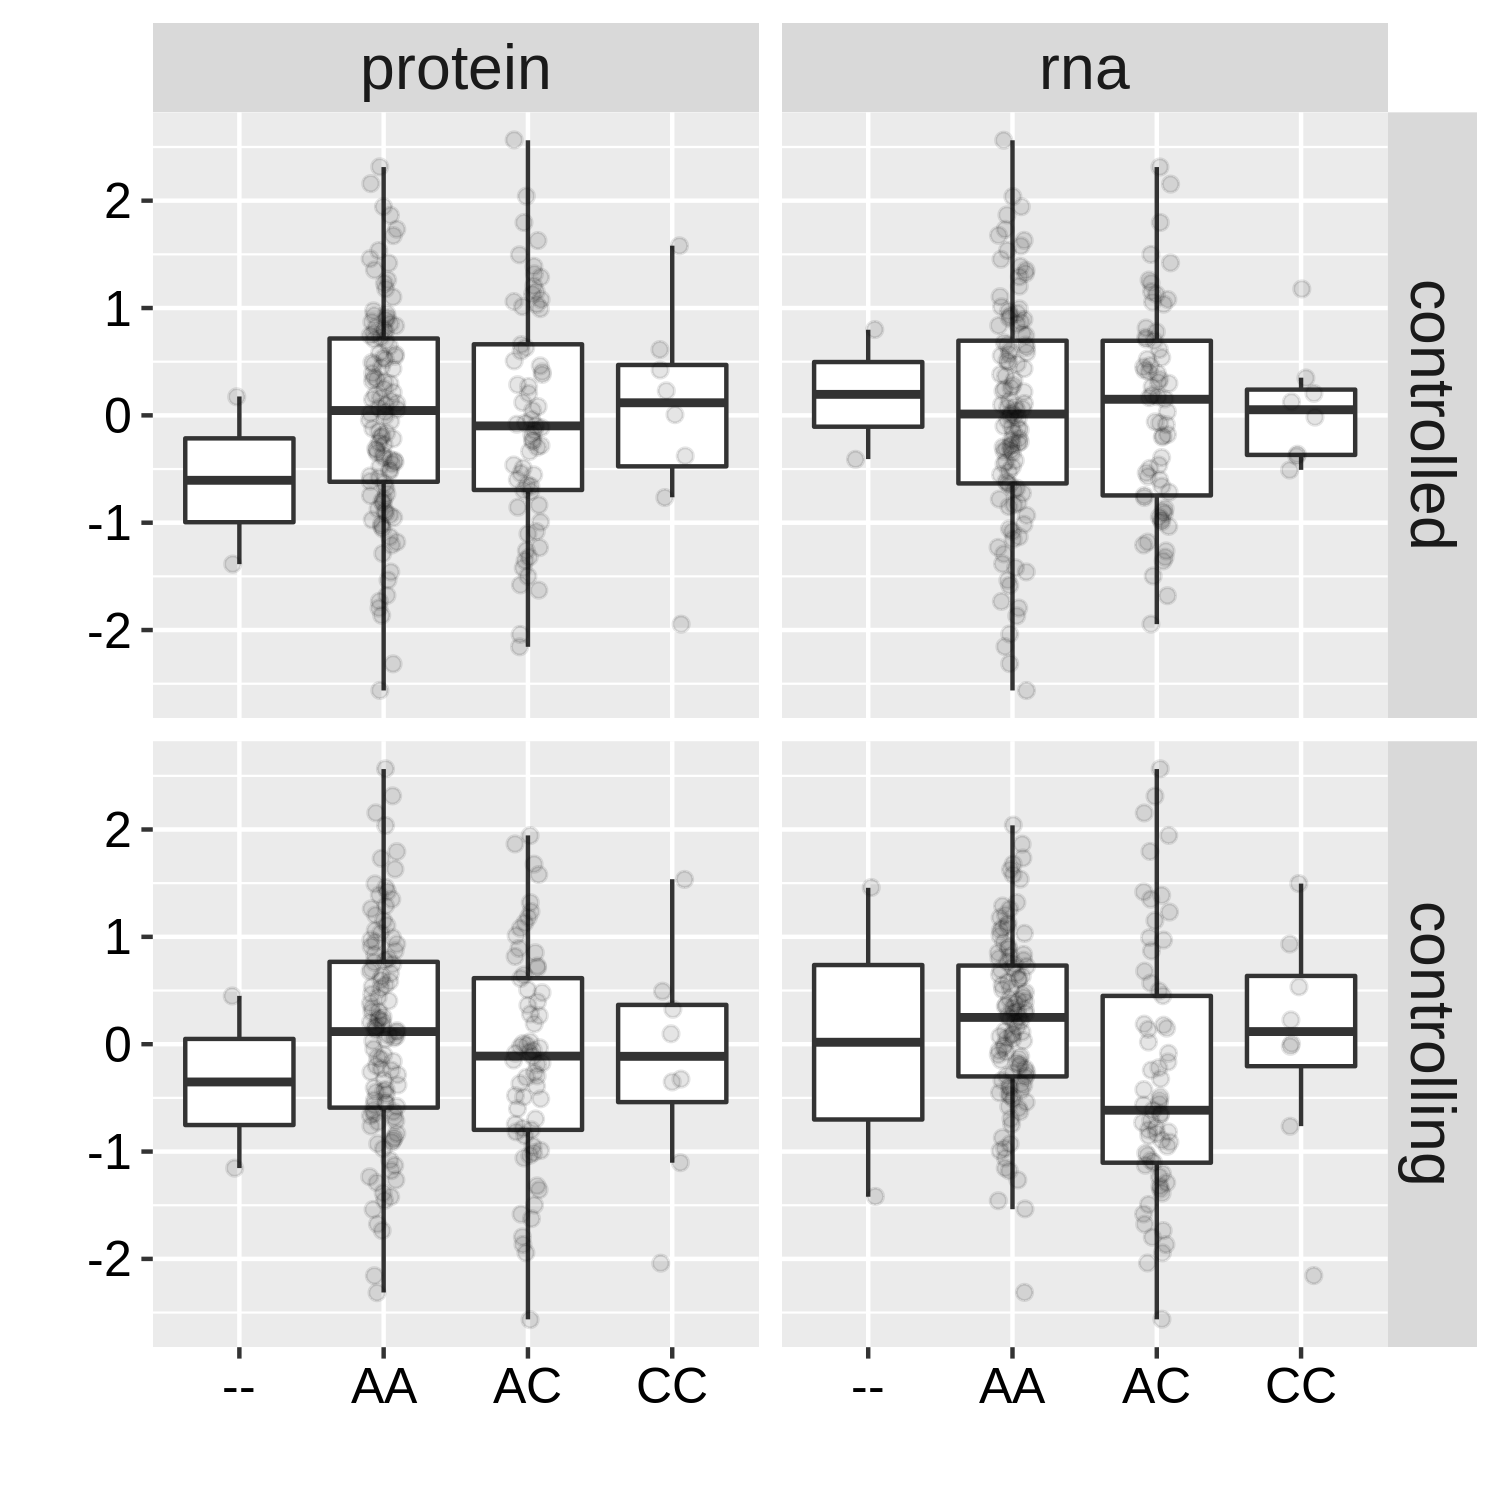 protein rna
2
1
0
-1
-2
controlled
2
1
0
-1
-2
controlling
-- AA AC CC -- AA AC CC